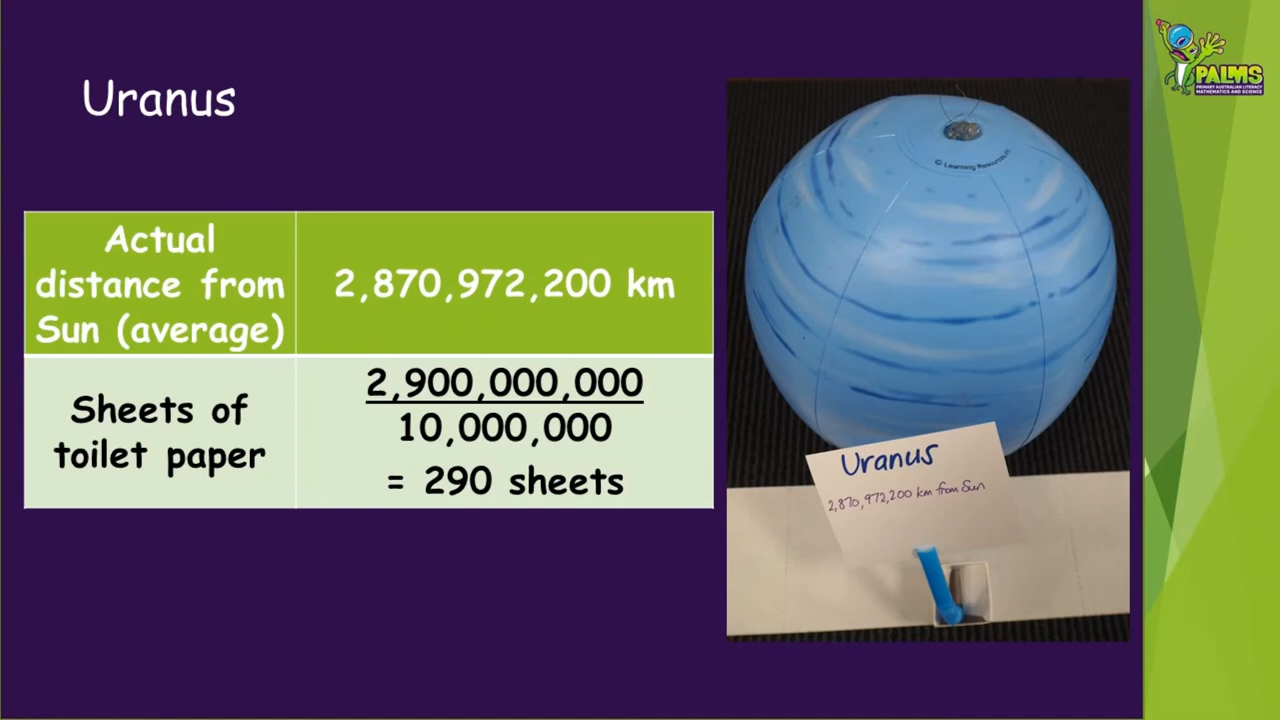 Uranus
Actual
distance from
Sun (average)
2,870,972,200 km
Sheets of
toilet paper
2,900,000,000
10,000,000
= 290 sheets
© Learning Resources
Uranus
2,870,972,200 km from Sun
PALMS
PRIMARY AUSTRALIAN LITERACY
MATHEMATICS AND SCIENCE